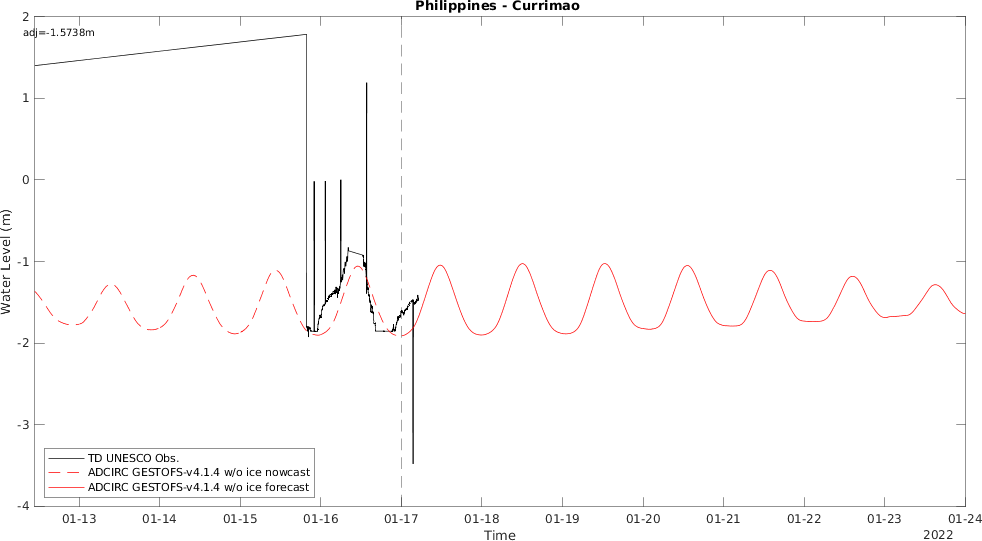 Philippines - Currimao
adj=-1.5738m
2
1
0
-1
-2
-3
-4
Water Level (m)
TD UNESCO Obs.
ADCIRC GESTOFS-v4.1.4 w/o ice nowcast
ADCIRC GESTOFS-v4.1.4 w/o ice forecast
01-13 01-14 01-15 01-16 01-17 01-18 01-19 01-20 01-21 01-22 01-23 01-24
Time
2022